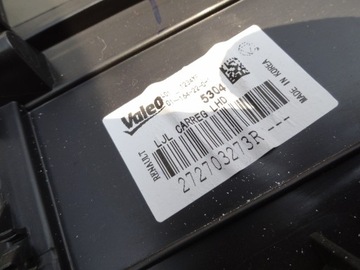 Valeo
5304
LJL CARREG LHD
RENAULT
272703273R ---
MADE IN KOREA